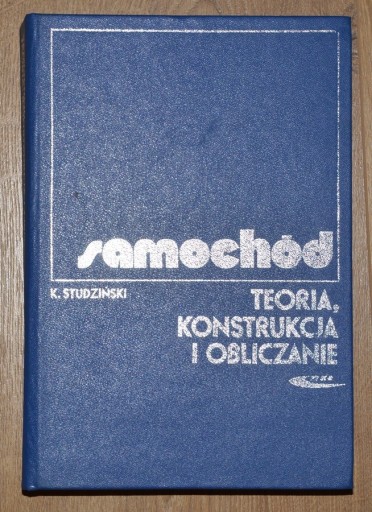 samochód
K. STUDZIŃSKI
TEORIA,
KONSTRUKCJA
I OBLICZANIE